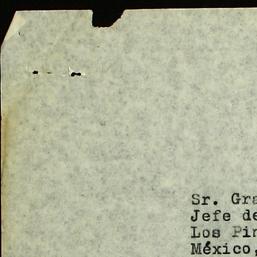 Sr. Gra
Jefe de
Los Pin
México,